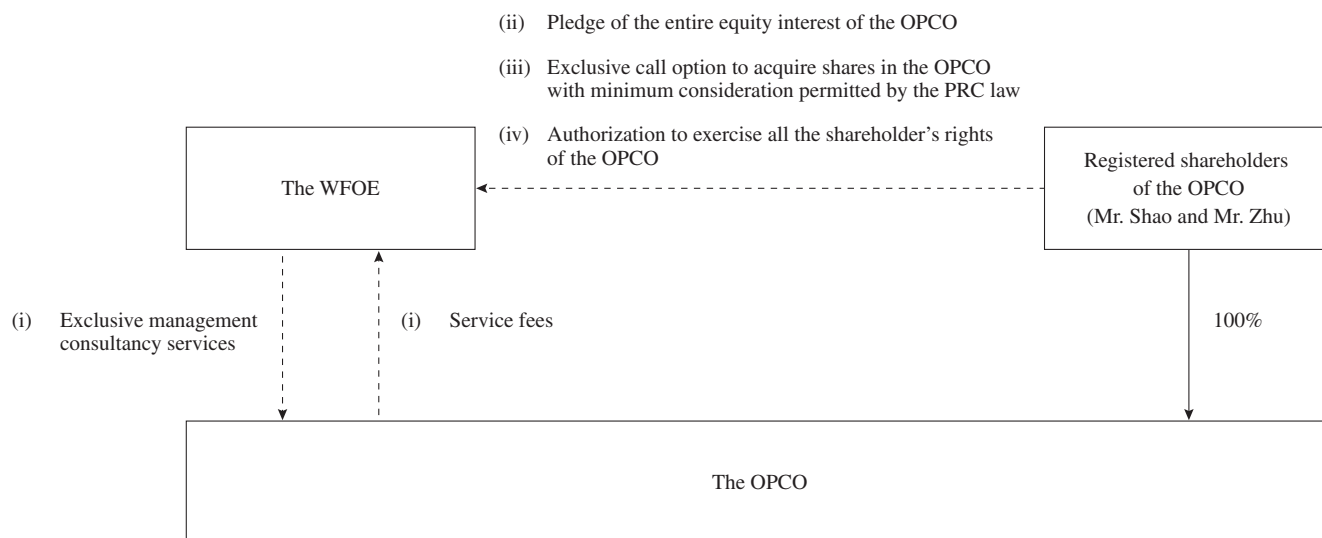 (ii) Pledge of the entire equity interest of the OPCO
(iii) Exclusive call option to acquire shares in the OPCO
with minimum consideration permitted by the PRC law
(iv) Authorization to exercise all the shareholder’s rights
of the OPCO
The WFOE
Registered shareholders
of the OPCO
(Mr. Shao and Mr. Zhu)
(i) Exclusive management
consultancy services
(i) Service fees
100%
The OPCO